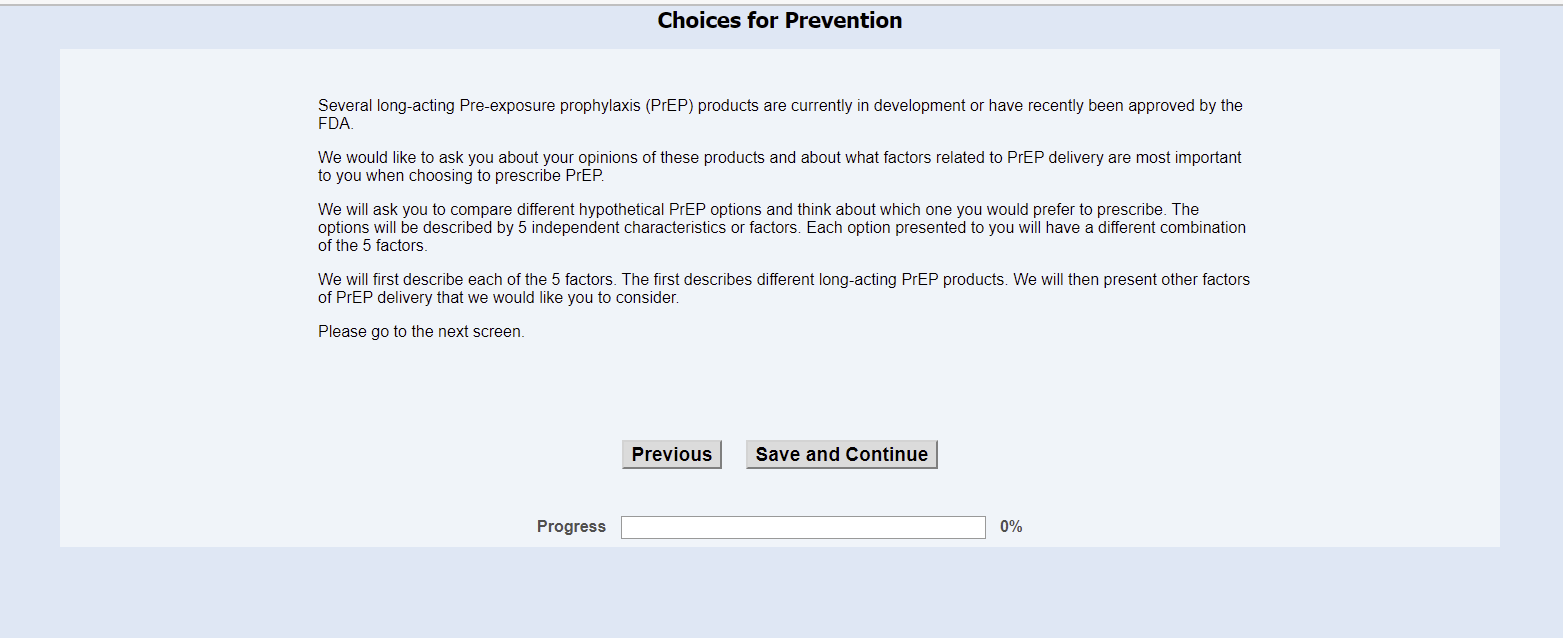 Choices for Prevention
Several long-acting Pre-exposure prophylaxis (PrEP) products are currently in development or have recently been approved by the
FDA.
We would like to ask you about your opinions of these products and about what factors related to PrEP delivery are most important
to you when choosing to prescribe PrEP.
We will ask you to compare different hypothetical PrEP options and think about which one you would prefer to prescribe. The
options will be described by 5 independent characteristics or factors. Each option presented to you will have a different combination
of the 5 factors.
We will first describe each of the 5 factors. The first describes different long-acting PrEP products. We will then present other factors
of PrEP delivery that we would like you to consider.
Please go to the next screen.
Previous Save and Continue
Progress 0%